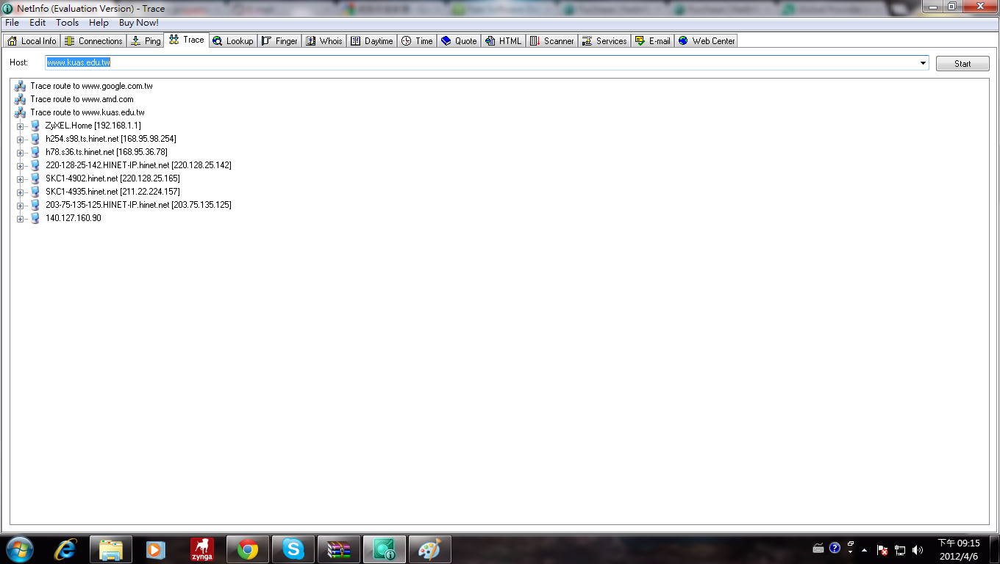 NetInfo (Evaluation Version) - Trace
File Edit Tools Help Buy Now!
Local Info Connections Ping Trace Lookup Finger Whois Daytime Time Quote HTML Scanner Services E-mail Web Center
Host: www.kuas.edu.tw Start
Trace route to www.google.com.tw
Trace route to www.amd.com
Trace route to www.kuas.edu.tw
ZyXEL.Home [192.168.1.1]
h254.s98.ts.hinet.net [168.95.98.254]
h78.s36.ts.hinet.net [168.95.36.78]
220-128-25-142.HINET-IP.hinet.net [220.128.25.142]
SKC1-4902.hinet.net [220.128.25.165]
SKC1-4935.hinet.net [211.22.224.157]
203-75-135-125.HINET-IP.hinet.net [203.75.135.125]
140.127.160.90
zynga
下午 09:15
2012/4/6